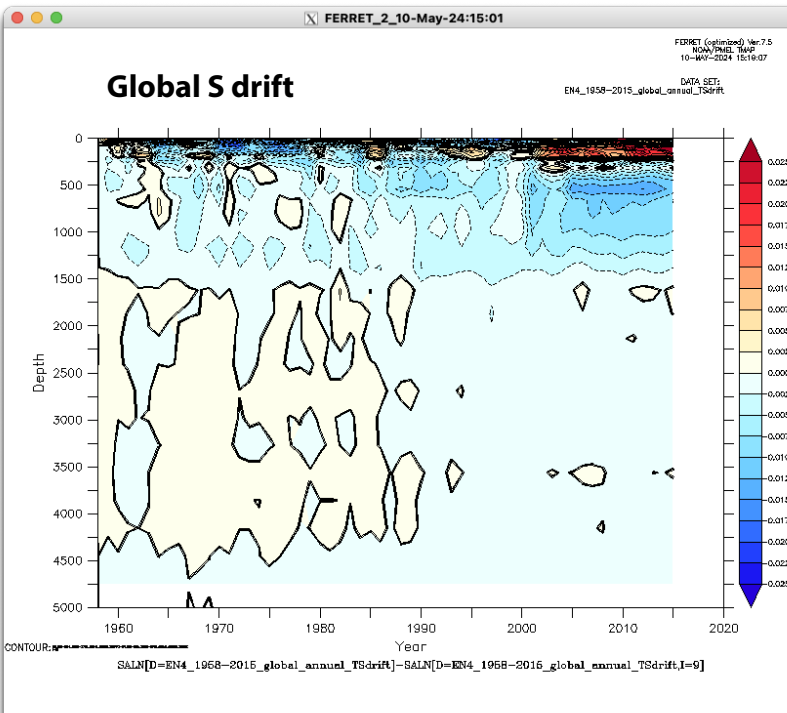 FERRET_2_10-May-24:15:01
FERRET (optimized) Ver.7.5
NOAA/PMEL TMAP
10-MAY-2024 15:19:07
Global S drift
DATA SET:
EN4_1958-2015_global_annual_TSdrift
0
500
1000
1500
2000
2500
3000
3500
4000
4500
5000
Depth
1960 1970 1980 1990 2000 2010 2020
Year
CONTOUR:
SALN[D=EN4_1958-2015_global_annual_TSdrift]-SALN[D=EN4_1958-2015_global_annual_TSdrift,I=9]